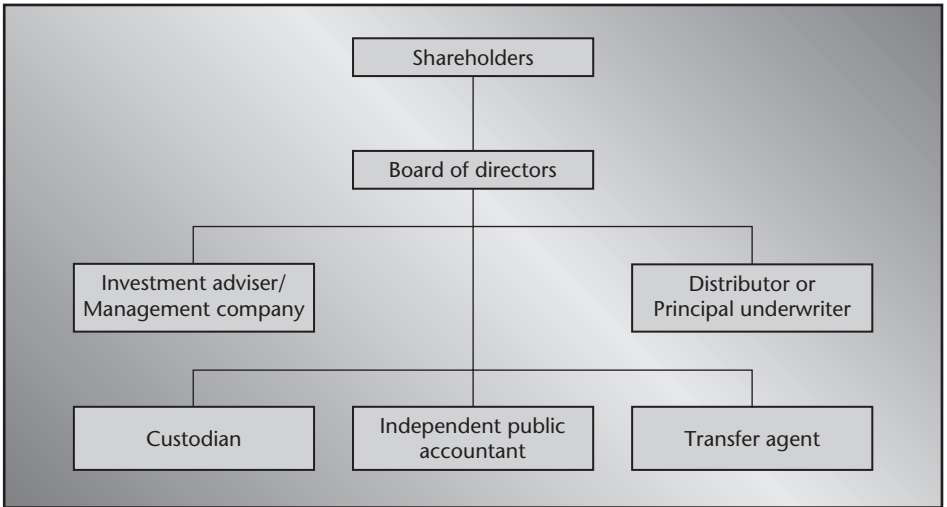 Shareholders
Board of directors
Investment adviser/
Management company
Distributor or
Principal underwriter
Custodian
Independent public
accountant
Transfer agent